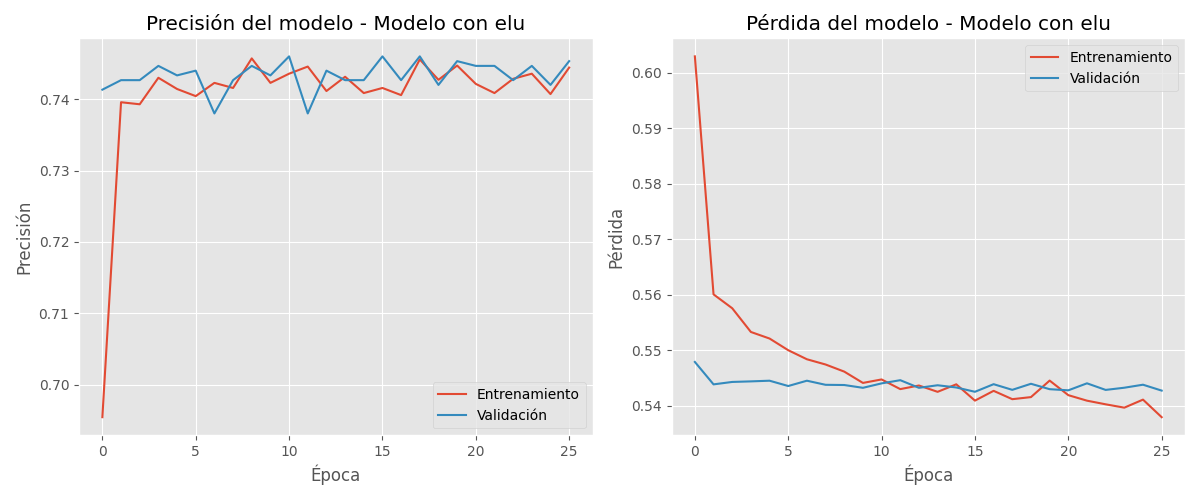 Precisión del modelo - Modelo con elu
Precisión
0.74
0.73
0.72
0.71
0.70
0
5
10
15
20
25
Época
Entrenamiento
Validación
Pérdida del modelo - Modelo con elu
Pérdida
0.60
0.59
0.58
0.57
0.56
0.55
0.54
0
5
10
15
20
25
Época
Entrenamiento
Validación